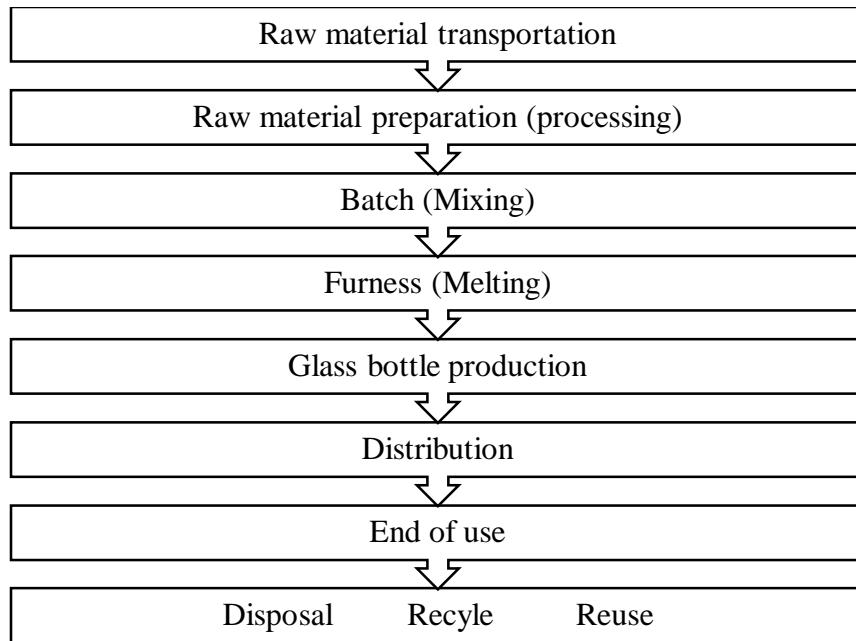 Raw material transportation
Raw material preparation (processing)
Batch (Mixing)
Furness (Melting)
Glass bottle production
Distribution
End of use
Disposal Recyle Reuse